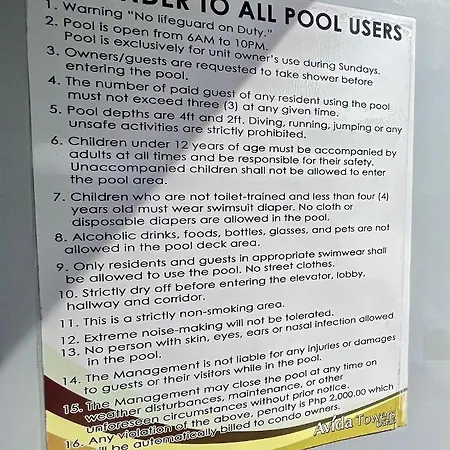 NDER TO ALL POOL USERS
1. Warning “No lifeguard on Duty.”
2. Pool is open from 6AM to 10PM.
Pool is exclusively for unit owner’s use during Sundays.
3. Owners/guests are requested to take shower before
entering the pool.
4. The number of paid guest of any resident using the pool
must not exceed three (3) at any given time.
5. Pool depths are 4ft and 2ft. Diving, running, jumping or any
unsafe activities are strictly prohibited.
6. Children under 12 years of age must be accompanied by
adults at all times and be responsible for their safety.
Unaccompanied children shall not be allowed to enter
the pool area.
7. Children who are not toilet-trained and less than four (4)
years old must wear swimsuit diaper. No cloth or
disposable diapers are allowed in the pool.
8. Alcoholic drinks, foods, bottles, glasses, and pets are not
allowed in the pool deck area.
9. Only residents and guests in appropriate swimwear shall
be allowed to use the pool. No street clothes.
10. Strictly dry off before entering the elevator, lobby,
hallway and corridor.
11. This is a strictly non-smoking area.
12. Extreme noise-making will not be tolerated.
13. No person with skin, eyes, ears or nasal infection allowed
in the pool.
14. The Management is not liable for any injuries or damages
to guests or their visitors while in the pool.
15. The Management may close the pool at any time on
weather disturbances, maintenance, or other
unforeseen circumstances without prior notice.
16. Any violation of the above, penalty is Php 2,000.00 which
will be automatically billed to condo owners.
Avida Towers